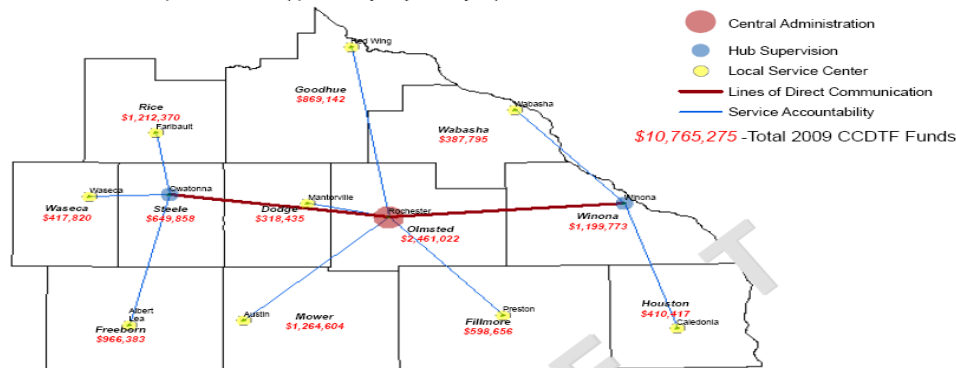 Central Administration
Hub Supervision
Local Service Center
Lines of Direct Communication
Service Accountability
$10,765,275 -Total 2009 CCDTF Funds
Red Wing
Goodhue
$869,142
Rice
$1,212,370
Faribault
Wabasha
Wabasha
$387,795
Waseca
Waseca
$417,820
Owatonna
Steele
$649,858
Mantorville
Dodge
$318,435
Rochester
Olmsted
$2,461,022
Winona
Winona
$1,199,773
Albert
Lea
Freeborn
$966,383
Austin
Mower
$1,264,604
Preston
Fillmore
$598,656
Houston
$410,417
Caledonia
F T